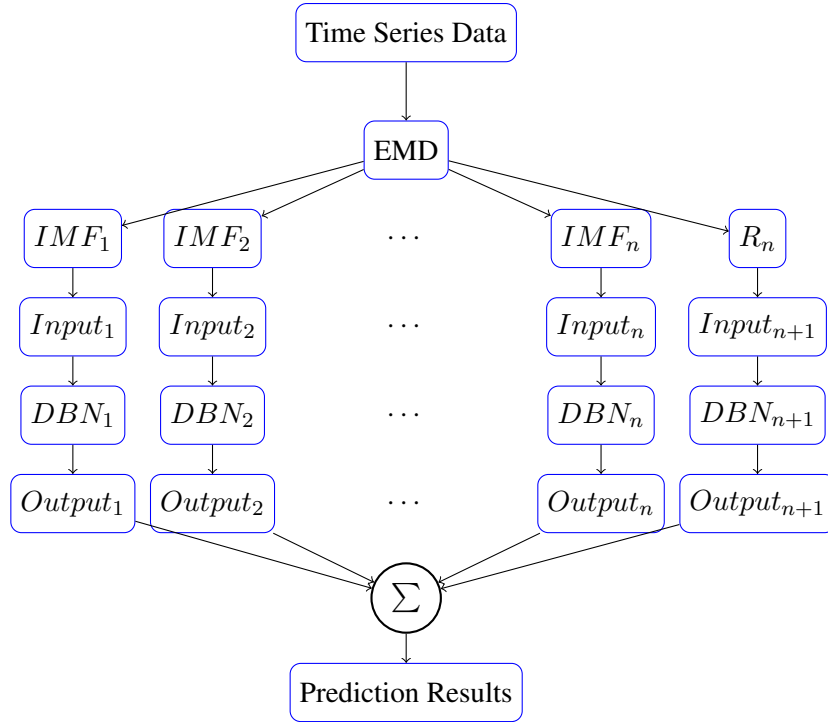 Time Series Data
EMD
IMF₁ IMF₂ ... IMFₙ Rₙ
Input₁ Input₂ ... Inputₙ Inputₙ₊₁
DBN₁ DBN₂ ... DBNₙ DBNₙ₊₁
Output₁ Output₂ ... Outputₙ Outputₙ₊₁
∑
Prediction Results